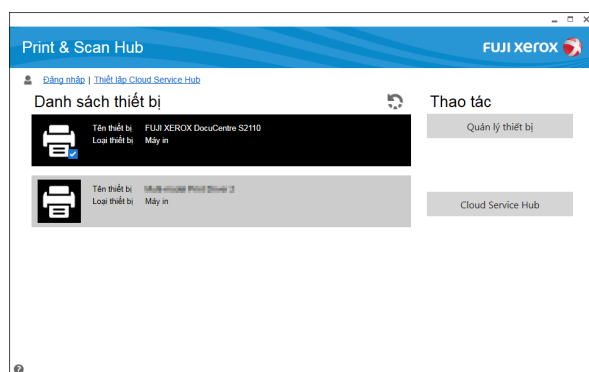 Print & Scan Hub
FUJI xerox
Đăng nhập | Thiết lập Cloud Service Hub
Danh sách thiết bị
Thao tác
Tên thiết bị FUJI XEROX DocuCentre S2110
Loại thiết bị Máy in
Quản lý thiết bị
Tên thiết bị
Loại thiết bị Máy in
Cloud Service Hub
?